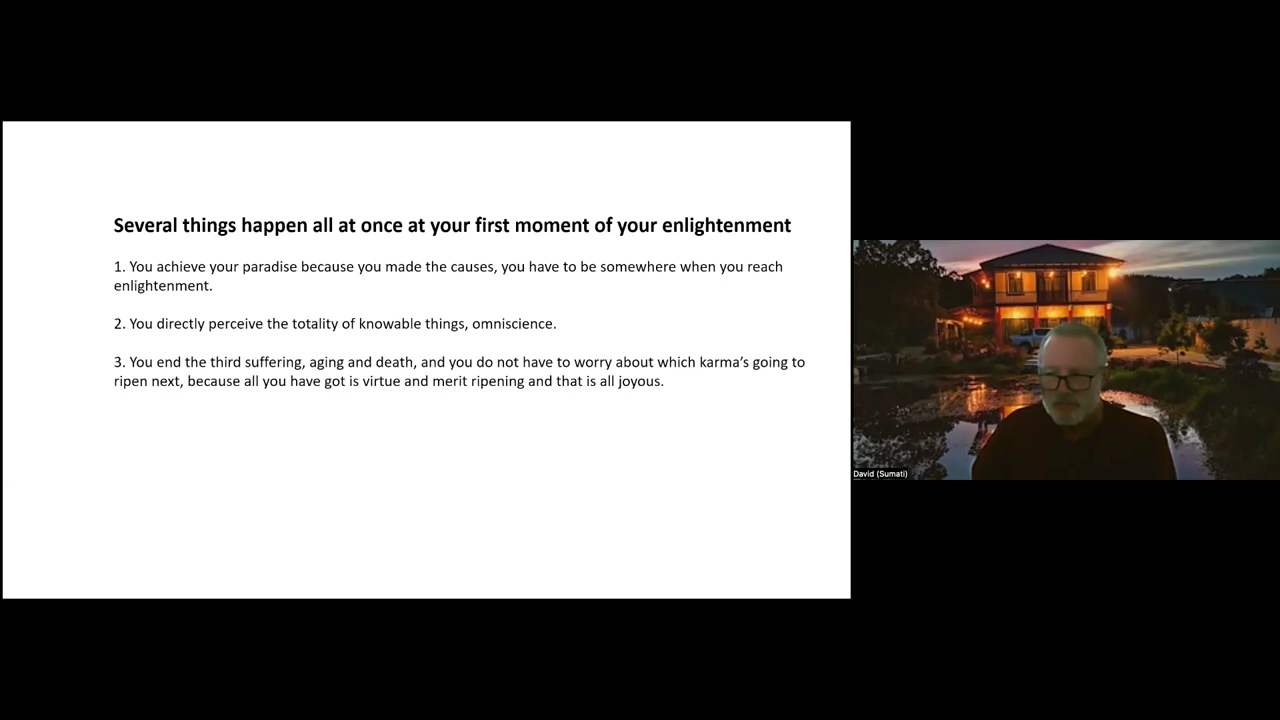 Several things happen all at once at your first moment of your enlightenment
1. You achieve your paradise because you made the causes, you have to be somewhere when you reach
enlightenment.
2. You directly perceive the totality of knowable things, omniscience.
3. You end the third suffering, aging and death, and you do not have to worry about which karma’s going to
ripen next, because all you have got is virtue and merit ripening and that is all joyous.
David (Sumati)